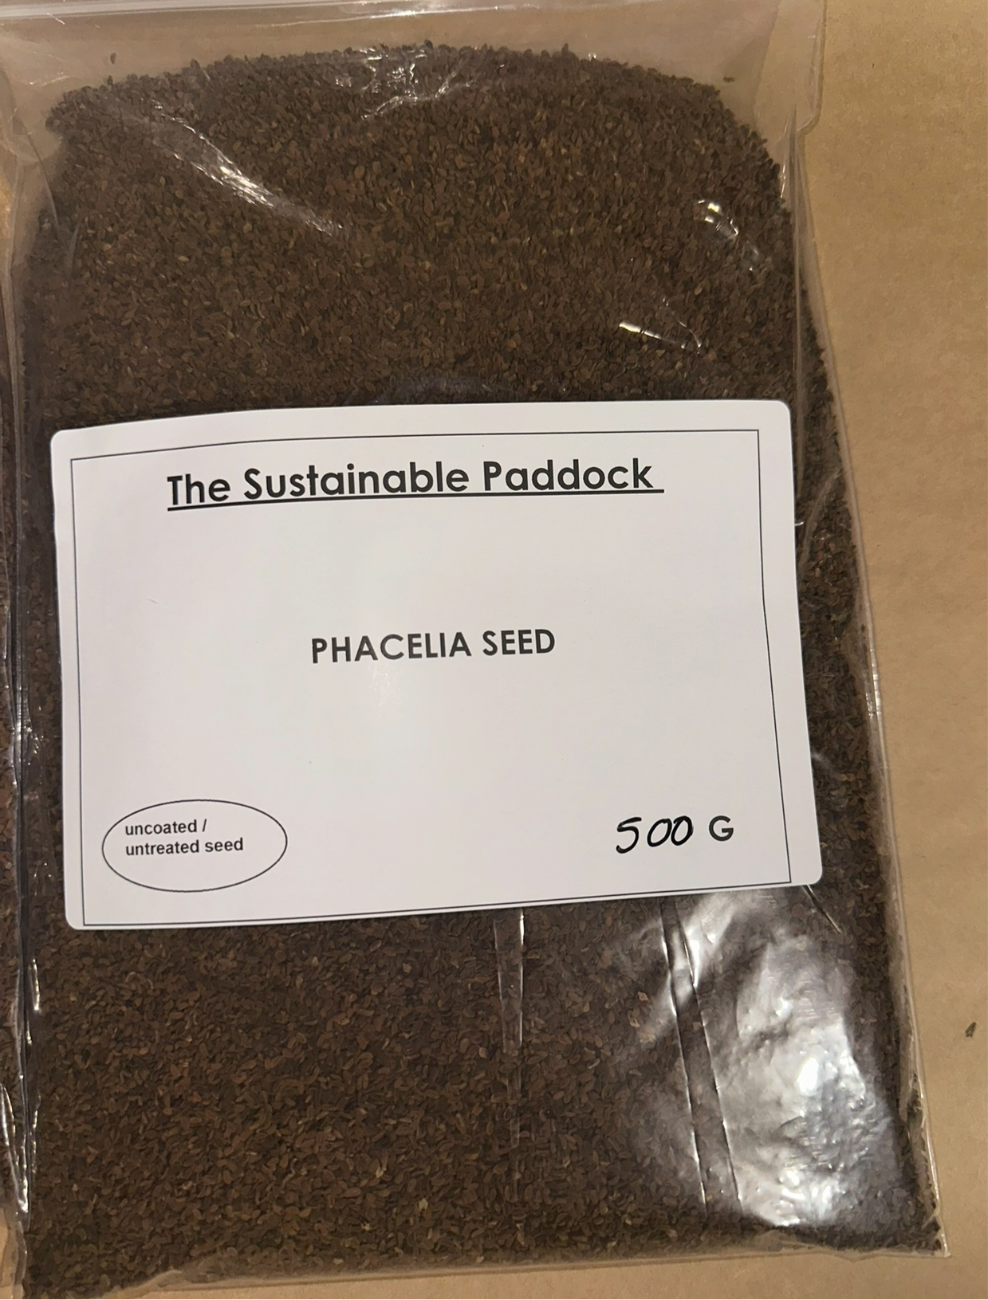 The Sustainable Paddock
PHACELIA SEED
uncoated /
untreated seed
500 G